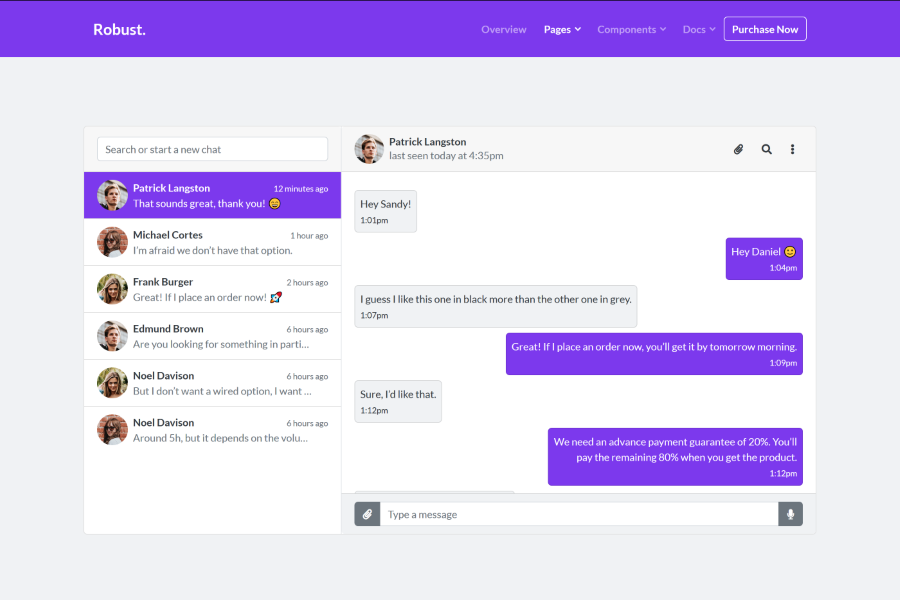 Robust.
Overview
Pages
Components
Docs
Purchase Now
Search or start a new chat
Patrick Langston
12 minutes ago
That sounds great, thank you! 😄
Michael Cortes
1 hour ago
I'm afraid we don't have that option.
Frank Burger
2 hours ago
Great! If I place an order now! 🚀
Edmund Brown
6 hours ago
Are you looking for something in parti...
Noel Davison
6 hours ago
But I don't want a wired option, I want ...
Noel Davison
6 hours ago
Around 5h, but it depends on the volu...
Patrick Langston
last seen today at 4:35pm
Hey Sandy!
1:01pm
Hey Daniel 😊
1:04pm
I guess I like this one in black more than the other one in grey.
1:07pm
Great! If I place an order now, you'll get it by tomorrow morning.
1:09pm
Sure, I'd like that.
1:12pm
We need an advance payment guarantee of 20%. You'll
pay the remaining 80% when you get the product.
1:12pm
Type a message